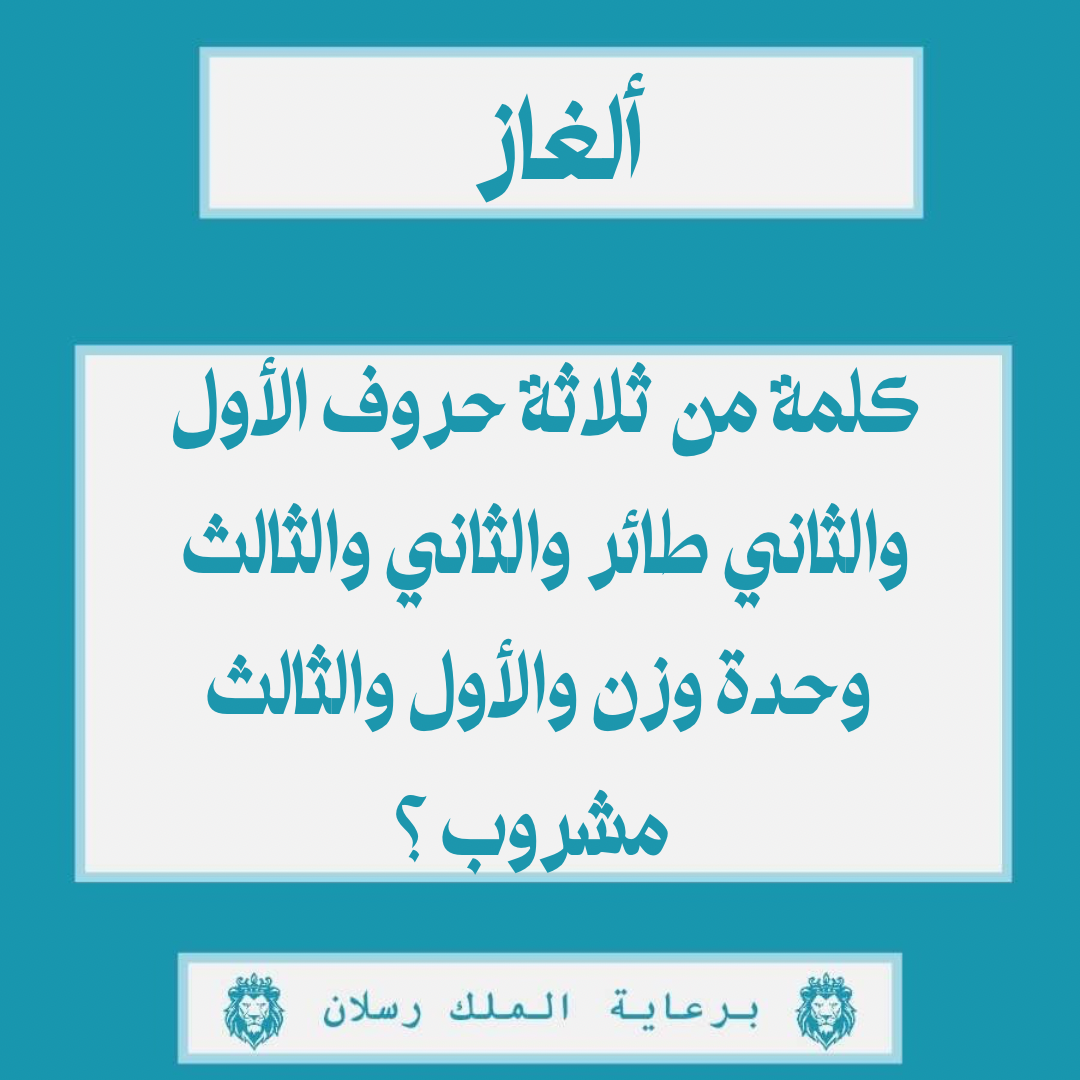 ألغاز
كلمة من ثلاثة حروف الأول
والثاني طائر والثاني والثالث
وحدة وزن والأول والثالث
مشروب ؟
برعاية الملك رسلان